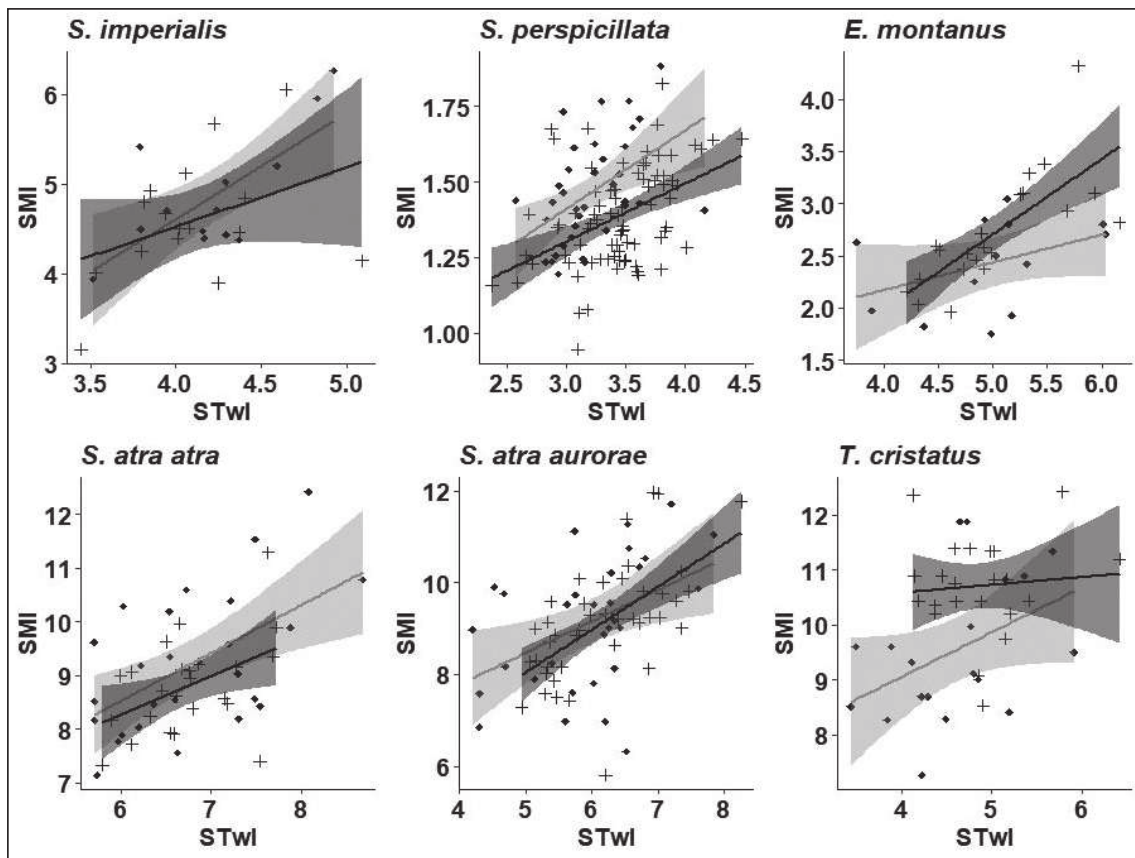 S. imperialis
SMI
6
5
4
3
3.5 4.0 4.5 5.0
STwl
S. perspicillata
SMI
1.75
1.50
1.25
1.00
2.5 3.0 3.5 4.0 4.5
STwl
E. montanus
SMI
4.0
3.5
3.0
2.5
2.0
1.5
4.0 4.5 5.0 5.5 6.0
STwl
S. atra atra
SMI
12
11
10
9
8
7
6 7 8
STwl
S. atra aurorae
SMI
12
10
8
6
4 5 6 7 8
STwl
T. cristatus
SMI
12
11
10
9
8
4 5 6
STwl